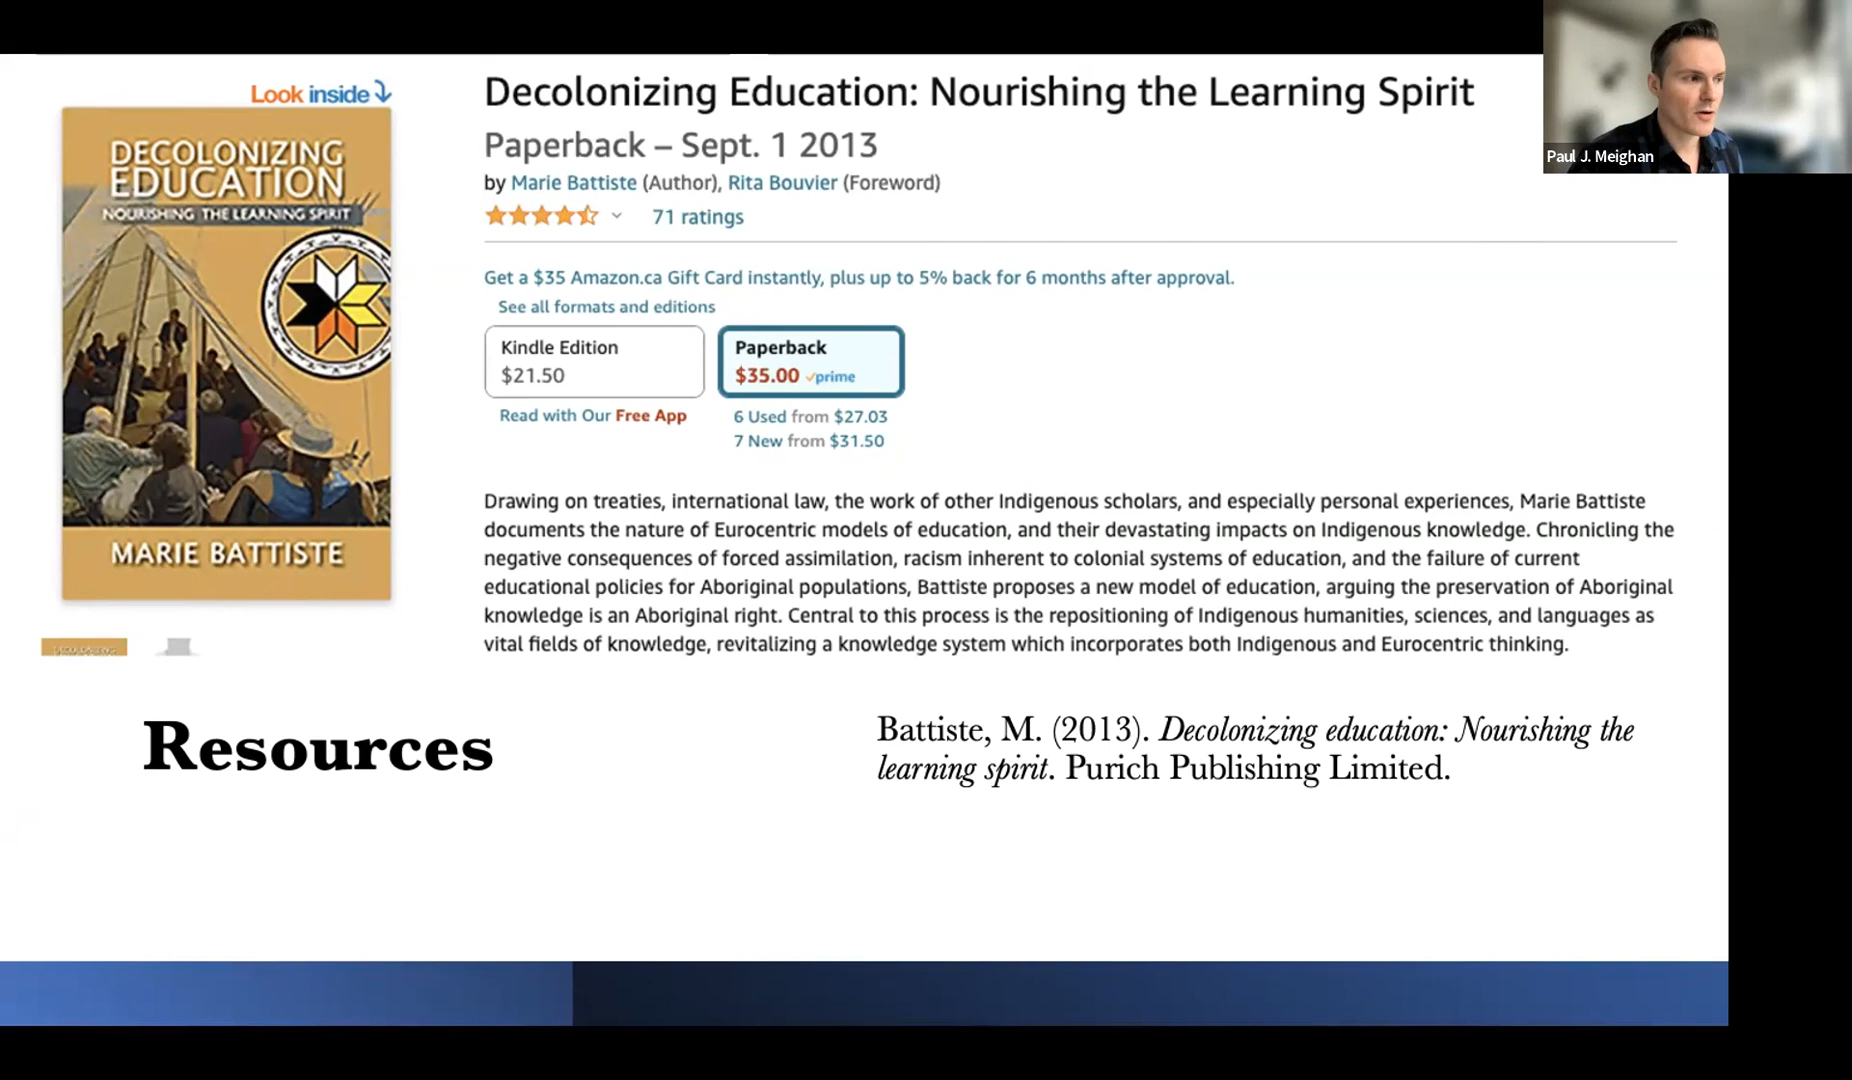 Look inside
DECOLONIZING
EDUCATION
NOURISHING THE LEARNING SPIRIT
MARIE BATTISTE
DECOLONIZING
Decolonizing Education: Nourishing the Learning Spirit
Paperback – Sept. 1 2013
by Marie Battiste (Author), Rita Bouvier (Foreword)
71 ratings
Get a $35 Amazon.ca Gift Card instantly, plus up to 5% back for 6 months after approval.
See all formats and editions
Kindle Edition
$21.50
Read with Our Free App
Paperback
$35.00 prime
6 Used from $27.03
7 New from $31.50
Drawing on treaties, international law, the work of other Indigenous scholars, and especially personal experiences, Marie Battiste
documents the nature of Eurocentric models of education, and their devastating impacts on Indigenous knowledge. Chronicling the
negative consequences of forced assimilation, racism inherent to colonial systems of education, and the failure of current
educational policies for Aboriginal populations, Battiste proposes a new model of education, arguing the preservation of Aboriginal
knowledge is an Aboriginal right. Central to this process is the repositioning of Indigenous humanities, sciences, and languages as
vital fields of knowledge, revitalizing a knowledge system which incorporates both Indigenous and Eurocentric thinking.
Resources
Battiste, M. (2013). Decolonizing education: Nourishing the
learning spirit. Purich Publishing Limited.
Paul J. Meighan